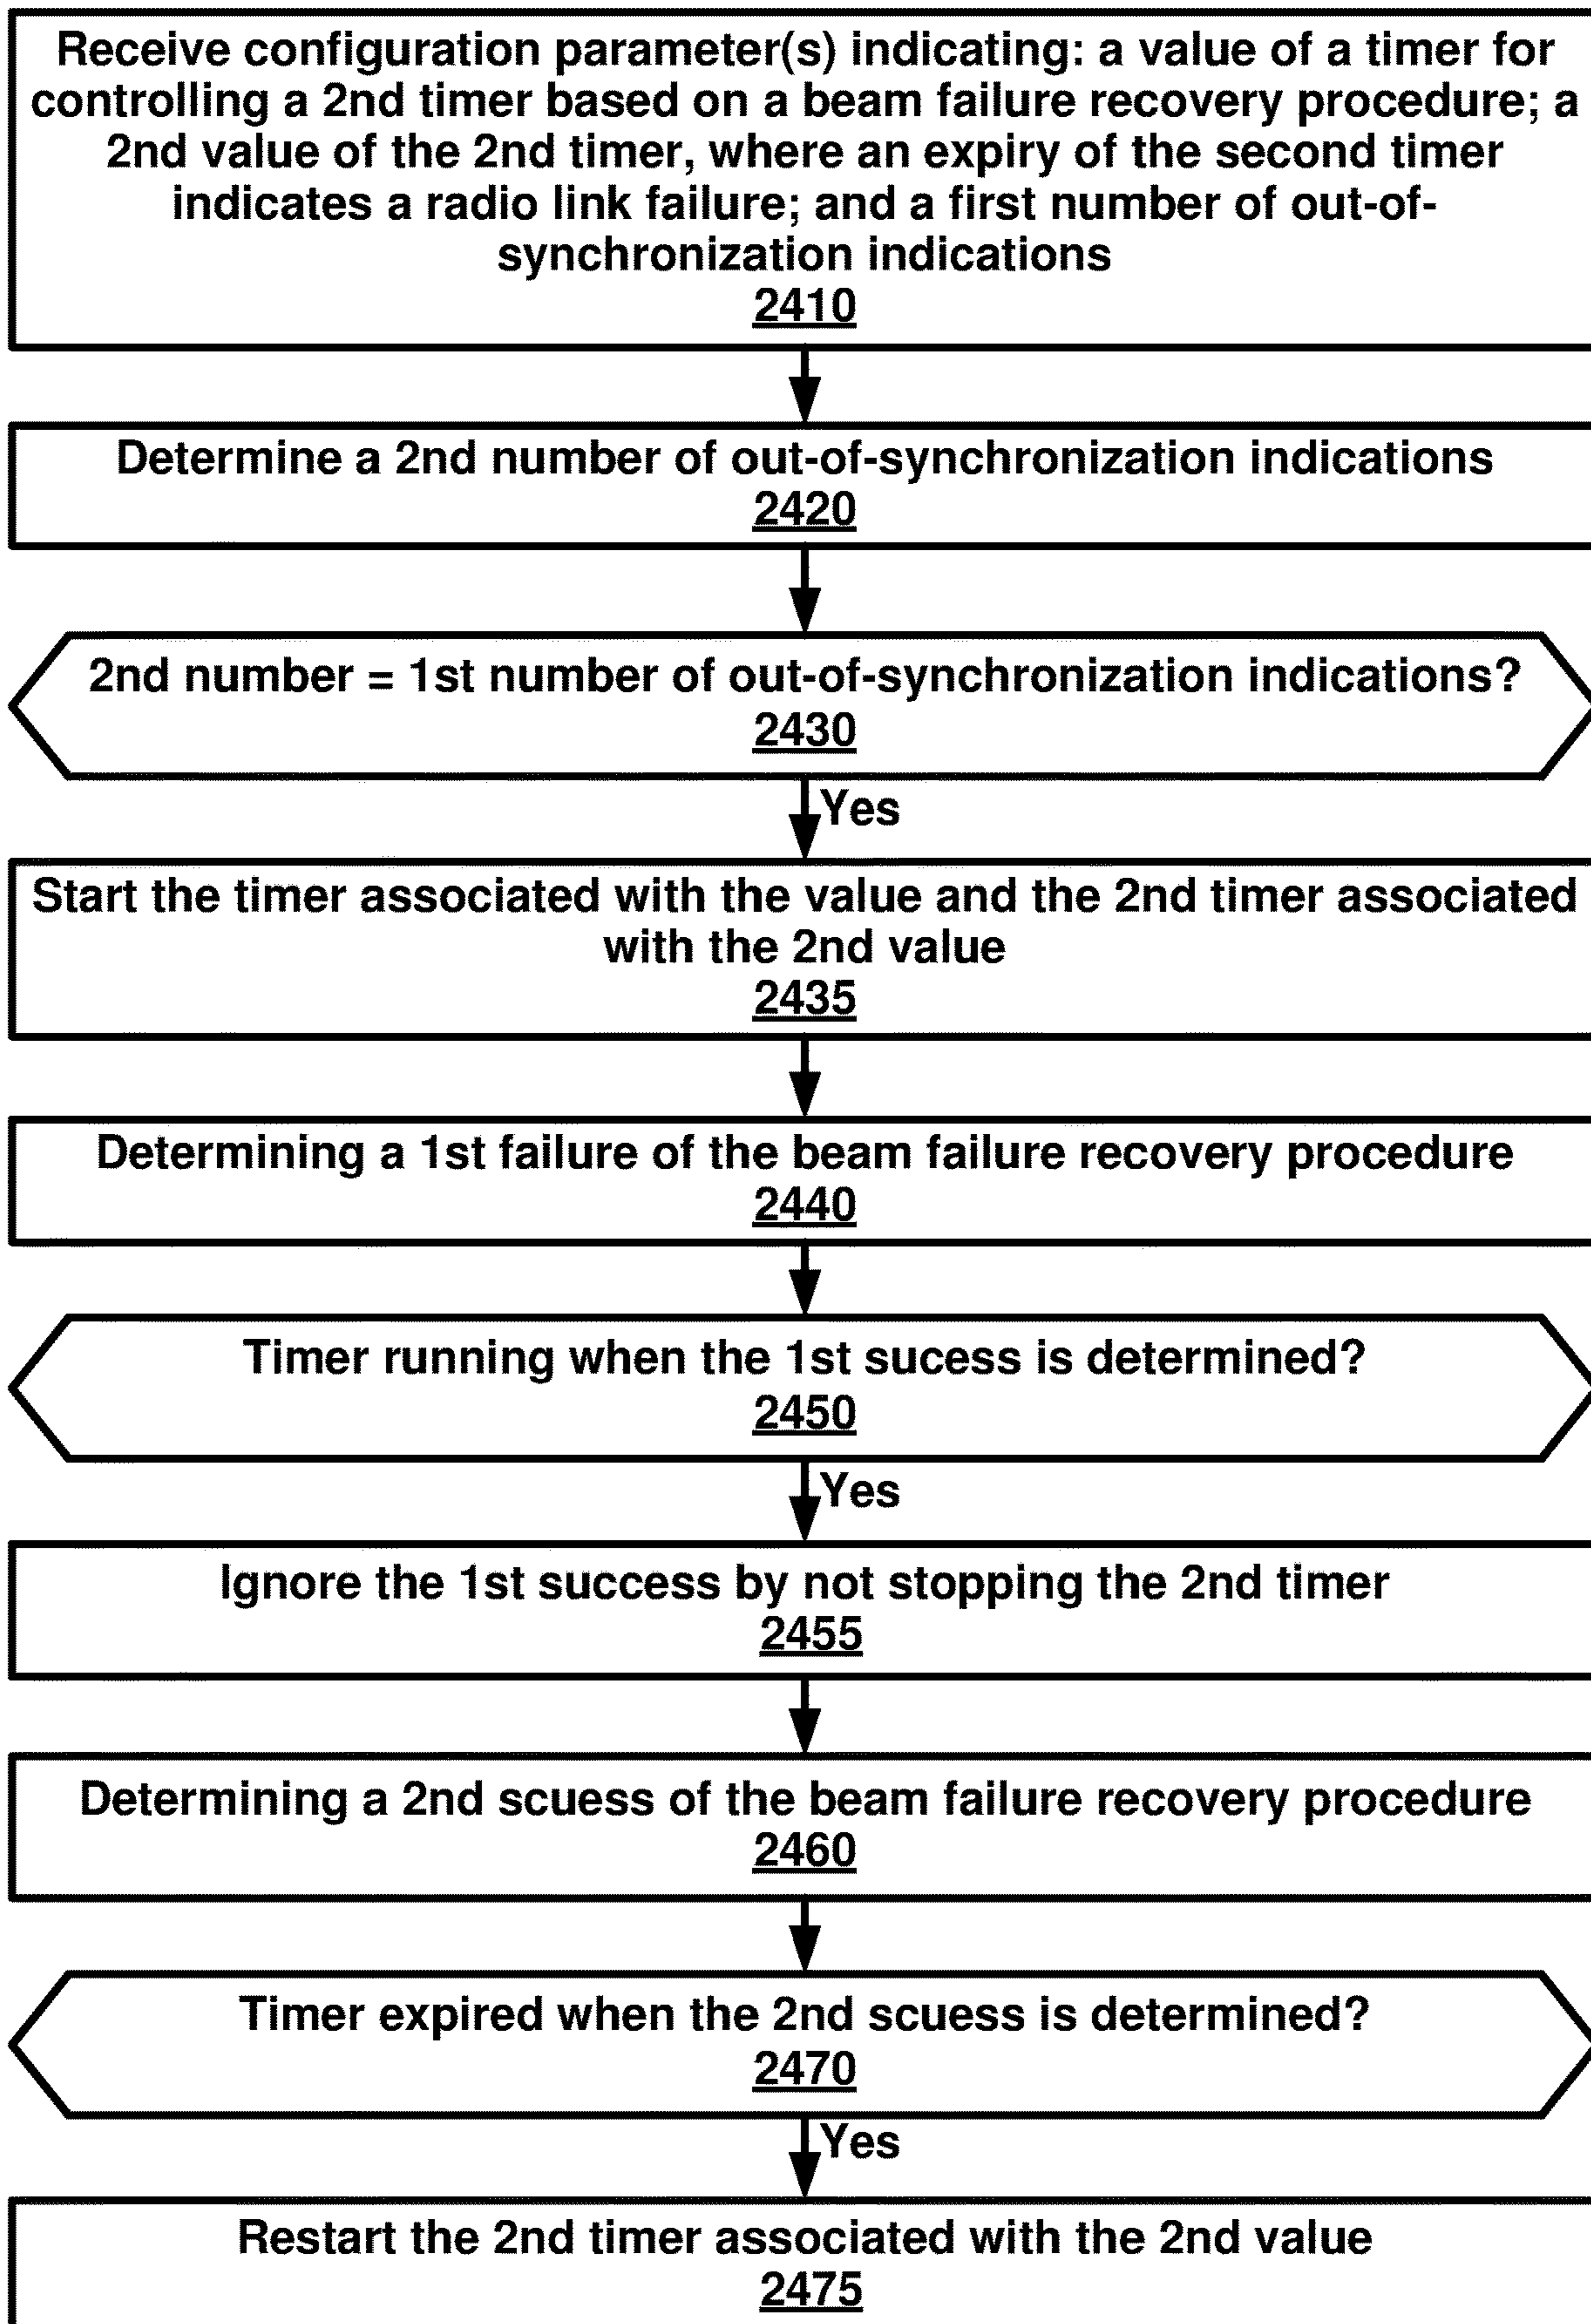 Receive configuration parameter(s) indicating: a value of a timer for
controlling a 2nd timer based on a beam failure recovery procedure; a
2nd value of the 2nd timer, where an expiry of the second timer
indicates a radio link failure; and a first number of out-of-
synchronization indications
2410
Determine a 2nd number of out-of-synchronization indications
2420
2nd number = 1st number of out-of-synchronization indications?
2430
Yes
Start the timer associated with the value and the 2nd timer associated
with the 2nd value
2435
Determining a 1st failure of the beam failure recovery procedure
2440
Timer running when the 1st sucess is determined?
2450
Yes
Ignore the 1st success by not stopping the 2nd timer
2455
Determining a 2nd scuess of the beam failure recovery procedure
2460
Timer expired when the 2nd scuess is determined?
2470
Yes
Restart the 2nd timer associated with the 2nd value
2475